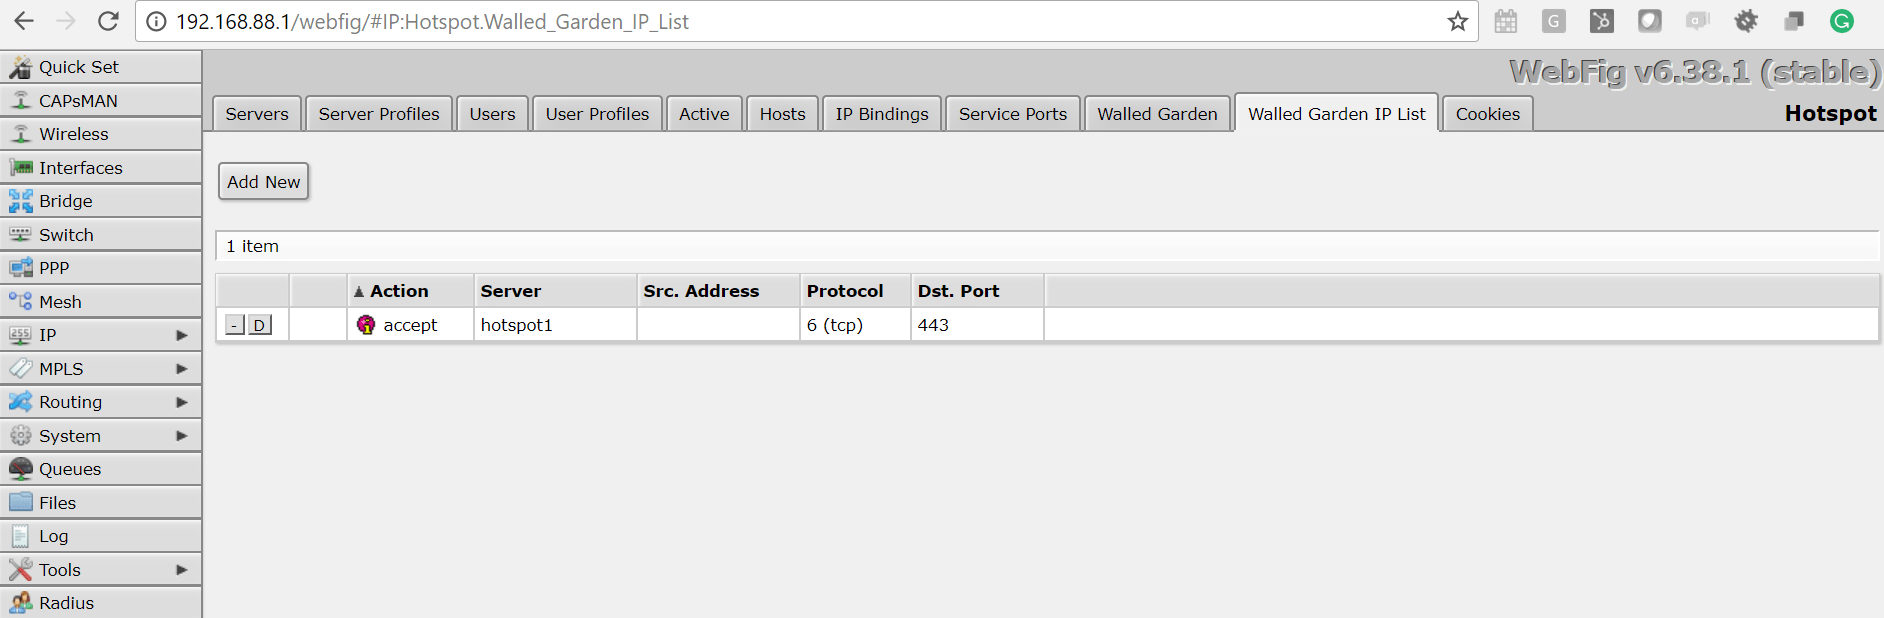 192.168.88.1/webfig/#IP:Hotspot.Walled_Garden_IP_List
WebFig v6.38.1 (stable)
Servers Server Profiles Users User Profiles Active Hosts IP Bindings Service Ports Walled Garden Walled Garden IP List Cookies Hotspot
Quick Set
CAPsMAN
Wireless
Interfaces
Bridge
Switch
PPP
Mesh
IP
MPLS
Routing
System
Queues
Files
Log
Tools
Radius
Add New
1 item
Action Server Src. Address Protocol Dst. Port
- D accept hotspot1 6 (tcp) 443